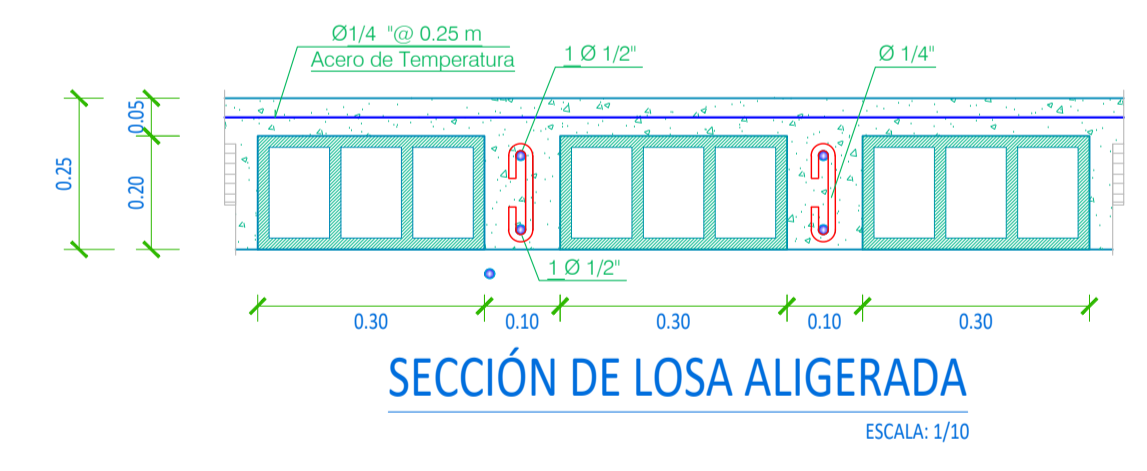 Ø1/4 "@ 0.25 m
Acero de Temperatura
1 Ø 1/2"
Ø 1/4"
0.25
0.05
0.20
1 Ø 1/2"
0.30
0.10
0.30
0.10
0.30
SECCIÓN DE LOSA ALIGERADA
ESCALA: 1/10